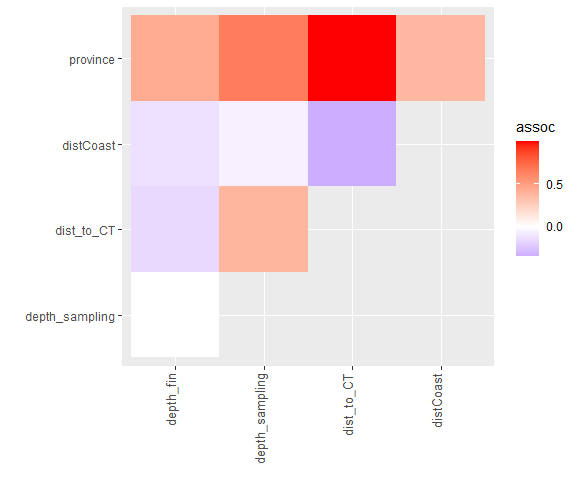 province
distCoast
dist_to_CT
depth_sampling
depth_fin
depth_sampling
dist_to_CT
distCoast
assoc
0.5
0.0